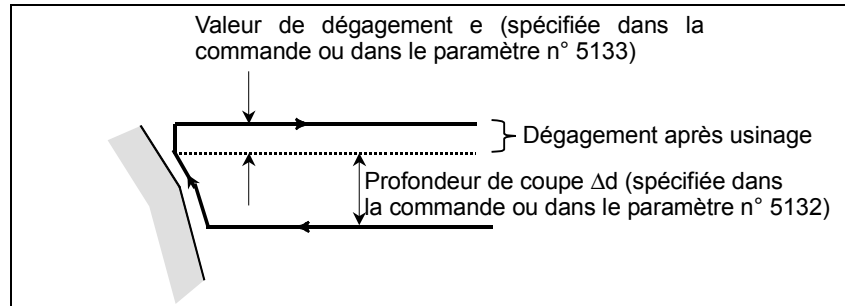 Valeur de dégagement e (spécifiée dans la
commande ou dans le paramètre n° 5133)
Dégagement après usinage
Profondeur de coupe Δd (spécifiée dans
la commande ou dans le paramètre n° 5132)